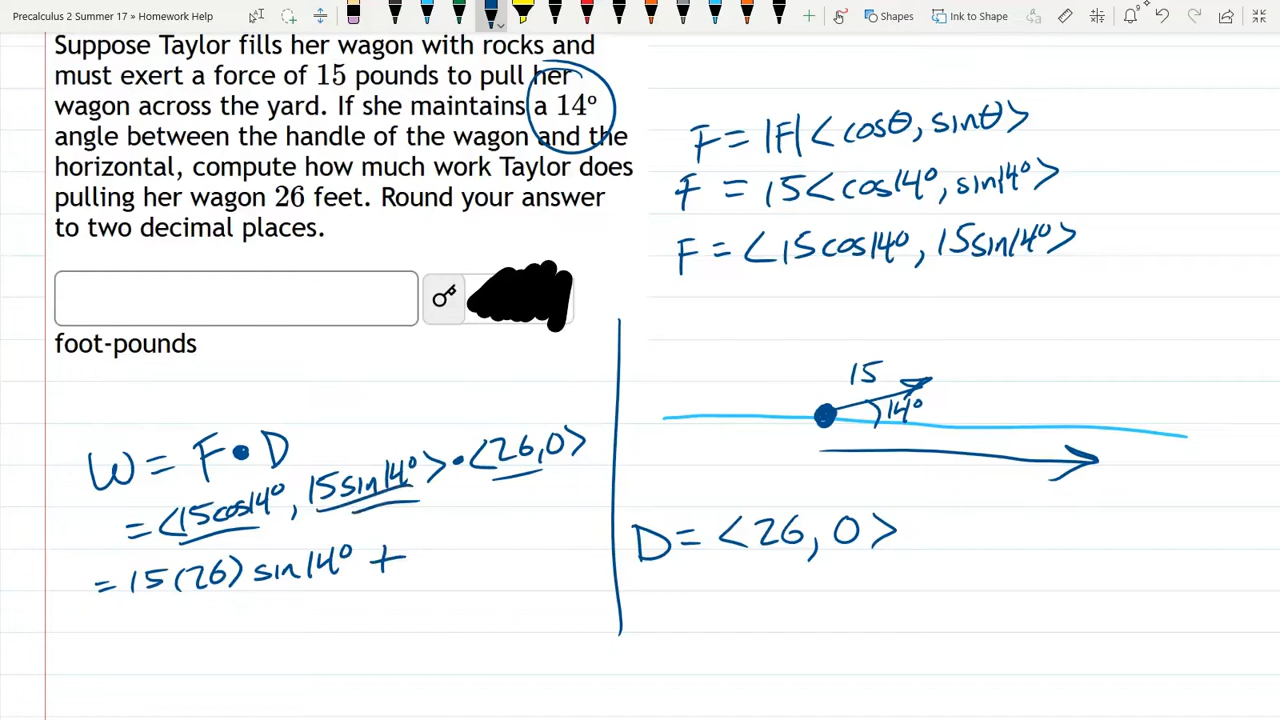 Precalculus 2 Summer 17 » Homework Help
Shapes
Ink to Shape
Suppose Taylor fills her wagon with rocks and
must exert a force of 15 pounds to pull her
wagon across the yard. If she maintains a 14°
angle between the handle of the wagon and the
horizontal, compute how much work Taylor does
pulling her wagon 26 feet. Round your answer
to two decimal places.
foot-pounds
W = F • D
= <15cos14°, 15sin14°> • <26,0>
= 15(26) sin14° +
F = |F| <cosθ, sinθ>
F = 15<cos14°, sin14°>
F = <15cos14°, 15sin14°>
15
14°
D = <26, 0>